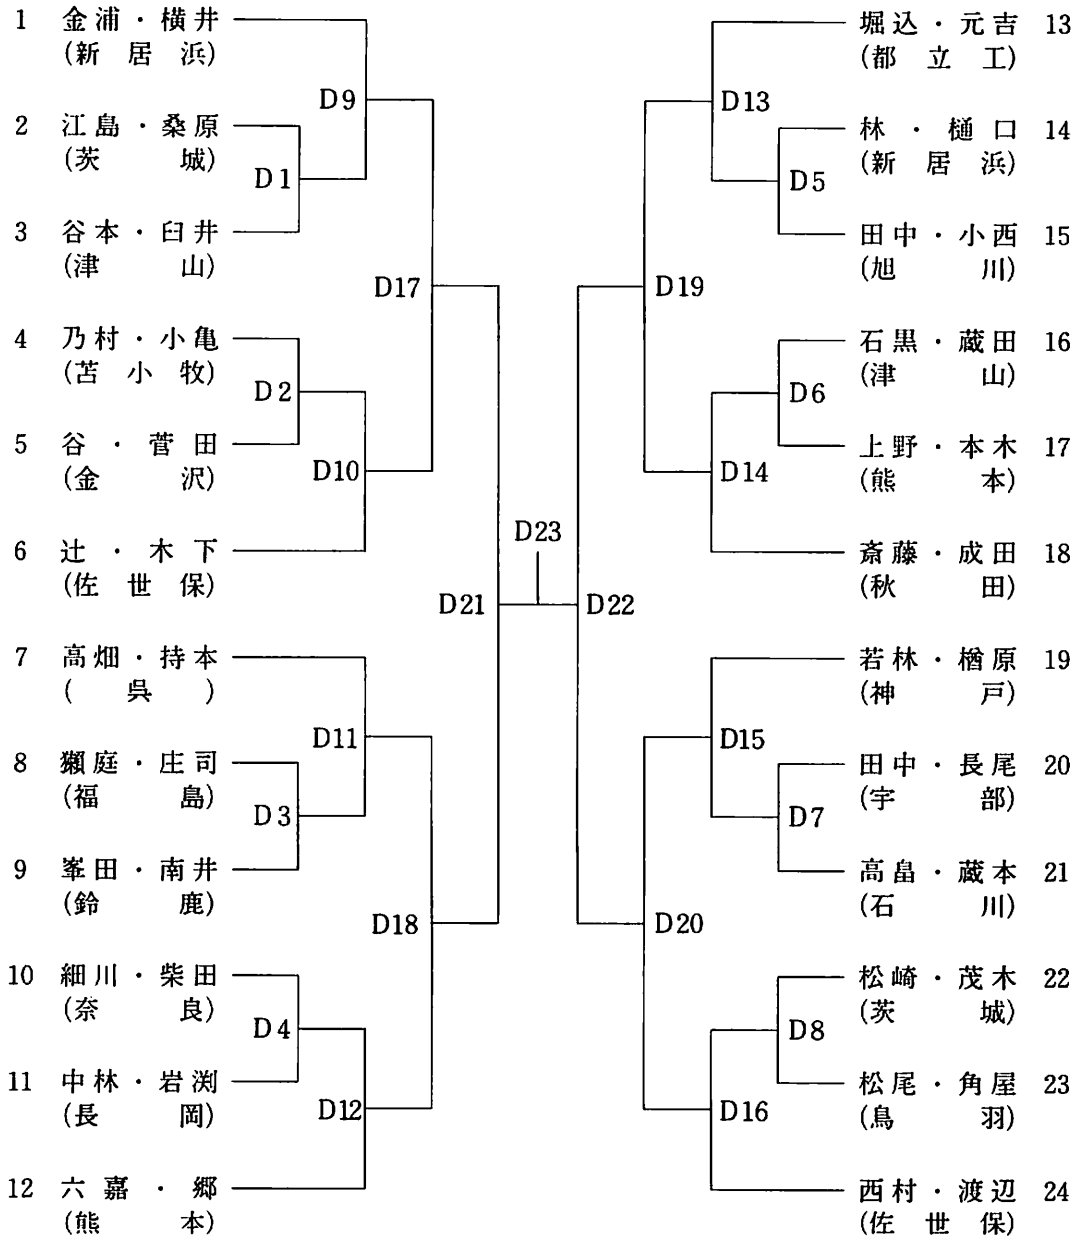 1 金浦・横井
(新居浜)
D9
2 江島・桑原
(茨城)
D1
3 谷本・臼井
(津山)
D17
4 乃村・小亀
(苫小牧)
D2
5 谷・菅田
(金沢)
D10
6 辻・木下
(佐世保)
D21
7 高畑・持本
(呉)
D11
8 獺庭・庄司
(福島)
D3
9 峯田・南井
(鈴鹿)
D18
10 細川・柴田
(奈良)
D4
11 中林・岩渕
(長岡)
D12
12 六嘉・郷
(熊本)
D23
堀込・元吉 13
(都立工)
D13
林・樋口 14
(新居浜)
D5
田中・小西 15
(旭川)
D19
石黒・蔵田 16
(津山)
D6
上野・本木 17
(熊本)
D14
斎藤・成田 18
(秋田)
D22
若林・楢原 19
(神戸)
D15
田中・長尾 20
(宇部)
D7
高畠・蔵本 21
(石川)
D20
松崎・茂木 22
(茨城)
D8
松尾・角屋 23
(鳥羽)
D16
西村・渡辺 24
(佐世保)